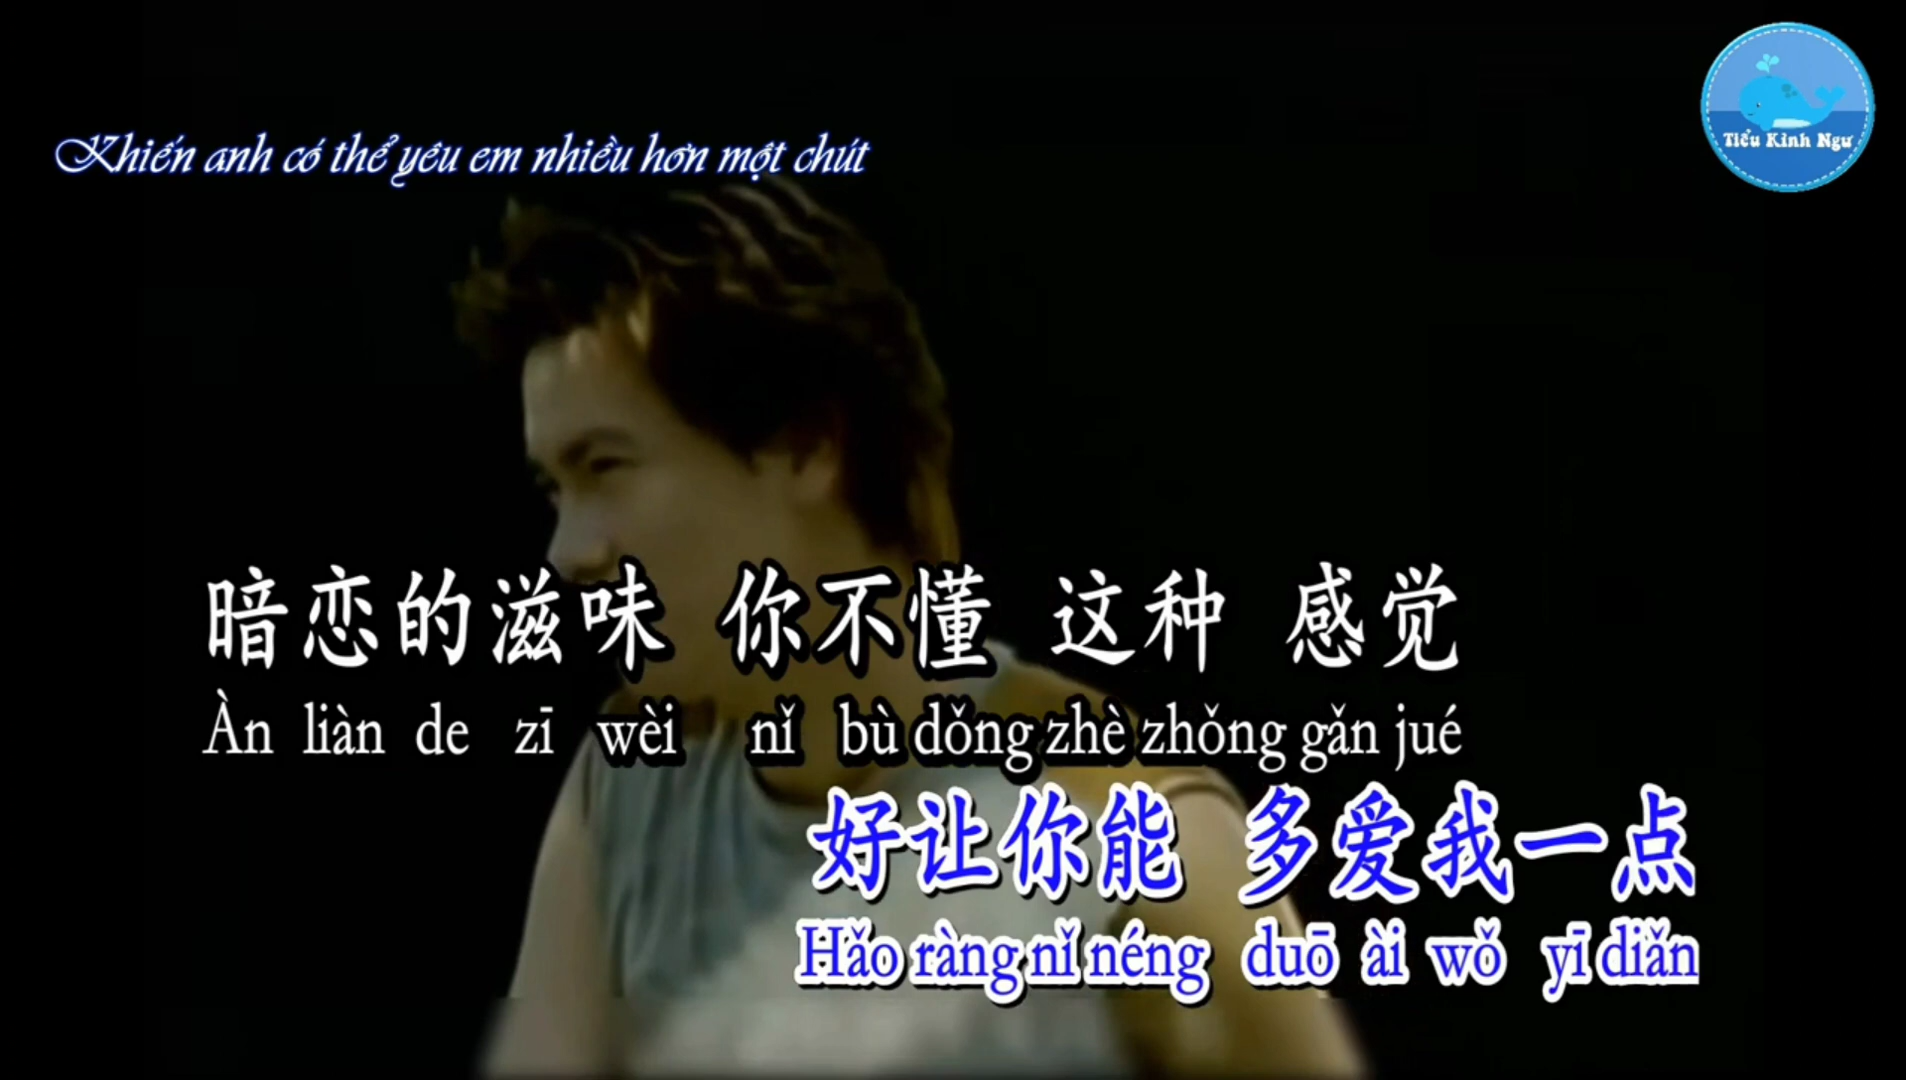 Tiểu Kình Ngư
Khiến anh có thể yêu em nhiều hơn một chút
暗恋的滋味 你不懂 这种 感觉
Àn liàn de zī wèi nǐ bù dǒng zhè zhǒng gǎn jué
好让你能 多爱我一点
Hǎo ràng nǐ néng duō ài wǒ yī diǎn